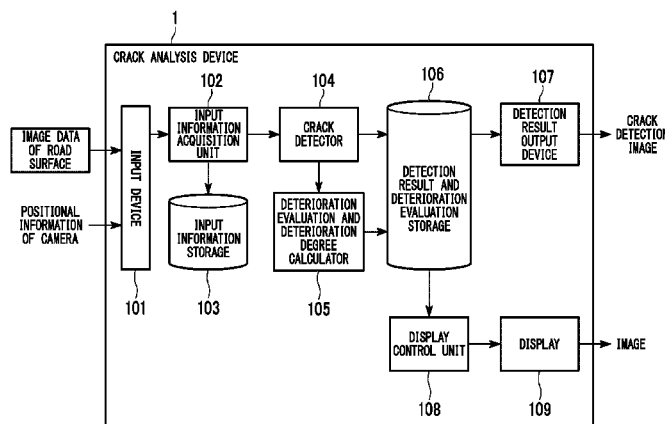 1
CRACK ANALYSIS DEVICE
102
104
106
107
IMAGE DATA
OF ROAD
SURFACE
POSITIONAL
INFORMATION
OF CAMERA
INPUT DEVICE
101
INPUT
INFORMATION
ACQUISITION
UNIT
INPUT
INFORMATION
STORAGE
103
CRACK
DETECTOR
DETERIORATION
EVALUATION AND
DETERIORATION
DEGREE
CALCULATOR
105
DETECTION
RESULT AND
DETERIORATION
EVALUATION
STORAGE
DETECTION
RESULT
OUTPUT
DEVICE
CRACK
DETECTION
IMAGE
DISPLAY
CONTROL UNIT
108
DISPLAY
109
IMAGE